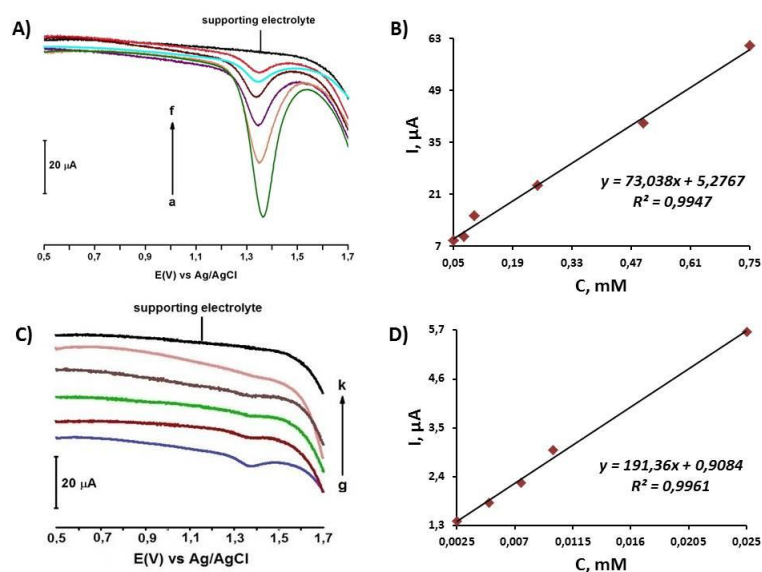 A)
supporting electrolyte
f
20 µA
a
0,5 0,7 0,9 1,1 1,3 1,5 1,7
E(V) vs Ag/AgCl
B)
63
49
35
21
7
I, µA
y = 73,038x + 5,2767
R² = 0,9947
0,05 0,19 0,33 0,47 0,61 0,75
C, mM
C)
supporting electrolyte
k
20 µA
g
0,5 0,7 0,9 1,1 1,3 1,5 1,7
E(V) vs Ag/AgCl
D)
5,7
4,6
3,5
2,4
1,3
I, µA
y = 191,36x + 0,9084
R² = 0,9961
0,0025 0,007 0,0115 0,016 0,0205 0,025
C, mM